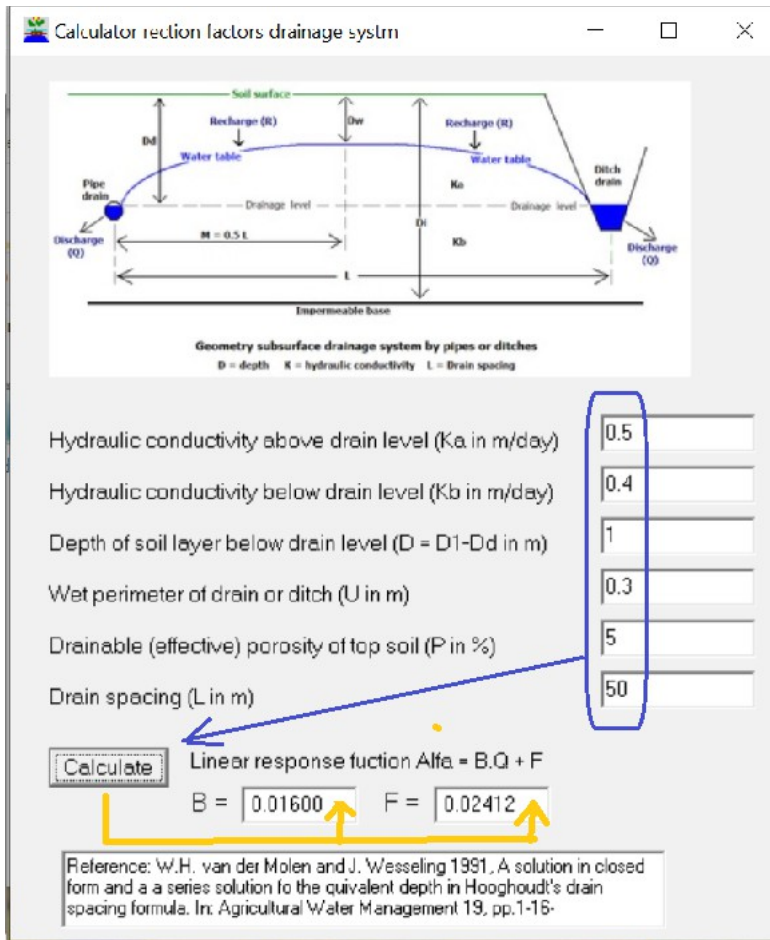 Calculator rection factors drainage systm
Soil surface
Recharge (R)
Dw
Recharge (R)
Dd
Water table
Water table
Pipe
drain
Ka
Ditch
drain
Drainage level
Drainage level
Di
Discharge
(Q)
M = 0.5 L
Kb
Discharge
(Q)
L
Impermeable base
Geometry subsurface drainage system by pipes or ditches
D = depth K = hydraulic conductivity L = Drain spacing
Hydraulic conductivity above drain level (Ka in m/day) 0.5
Hydraulic conductivity below drain level (Kb in m/day) 0.4
Depth of soil layer below drain level (D = D1-Dd in m) 1
Wet perimeter of drain or ditch (U in m) 0.3
Drainable (effective) porosity of top soil (P in %) 5
Drain spacing (L in m) 50
Calculate Linear response fuction Alfa = B.Q + F
B = 0.01600 F = 0.02412
Reference: W.H. van der Molen and J. Wesseling 1991, A solution in closed
form and a a series solution fo the quivalent depth in Hooghoudt's drain
spacing formula. In: Agricultural Water Management 19, pp.1-16-